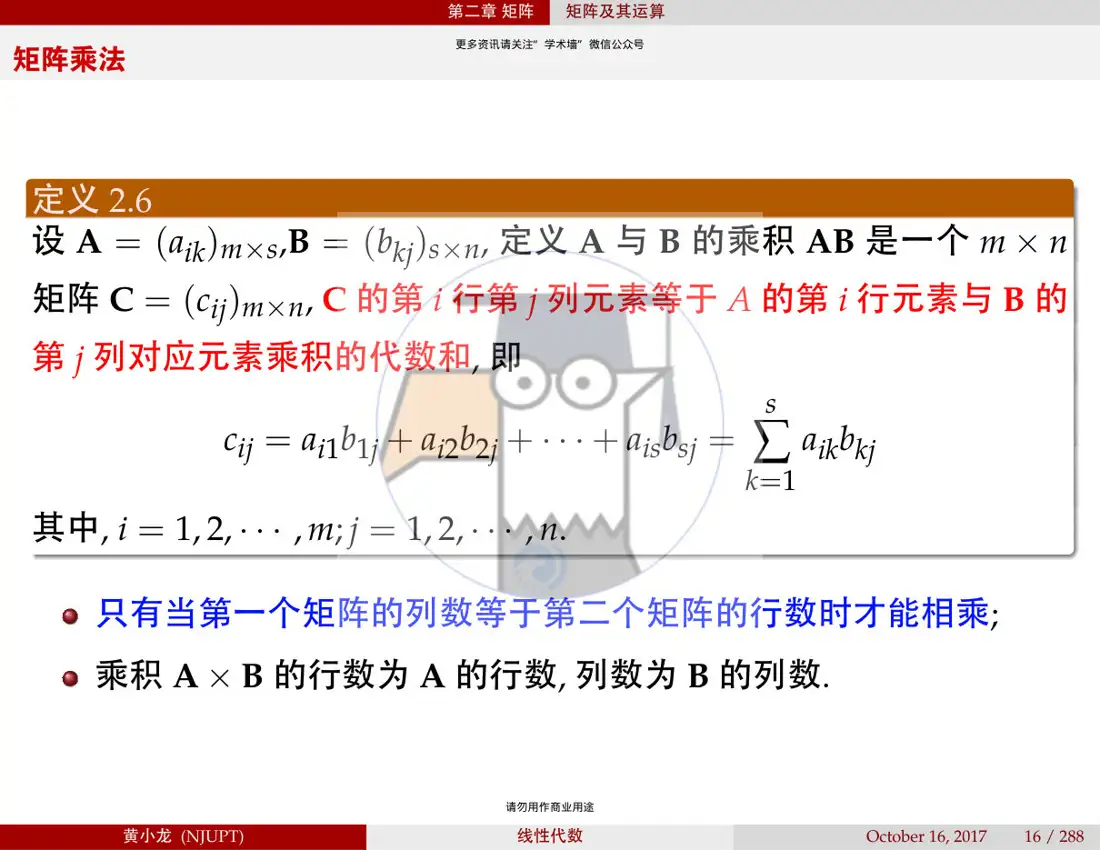 第二章 矩阵 矩阵及其运算
更多资讯请关注“学术墙”微信公众号
矩阵乘法
定义 2.6
设 A = (a_{ik})_{m×s},B = (b_{kj})_{s×n}, 定义 A 与 B 的乘积 AB 是一个 m × n
矩阵 C = (c_{ij})_{m×n}, C 的第 i 行第 j 列元素等于 A 的第 i 行元素与 B 的
第 j 列对应元素乘积的代数和, 即
c_{ij} = a_{i1}b_{1j} + a_{i2}b_{2j} + ··· + a_{is}b_{sj} = ∑_{k=1}^{s} a_{ik}b_{kj}
其中, i = 1, 2, ··· , m; j = 1, 2, ··· , n.
只有当第一个矩阵的列数等于第二个矩阵的行数时才能相乘;
乘积 A × B 的行数为 A 的行数, 列数为 B 的列数.
请勿用作商业用途
黄小龙 (NJUPT) 线性代数 October 16, 2017 16 / 288